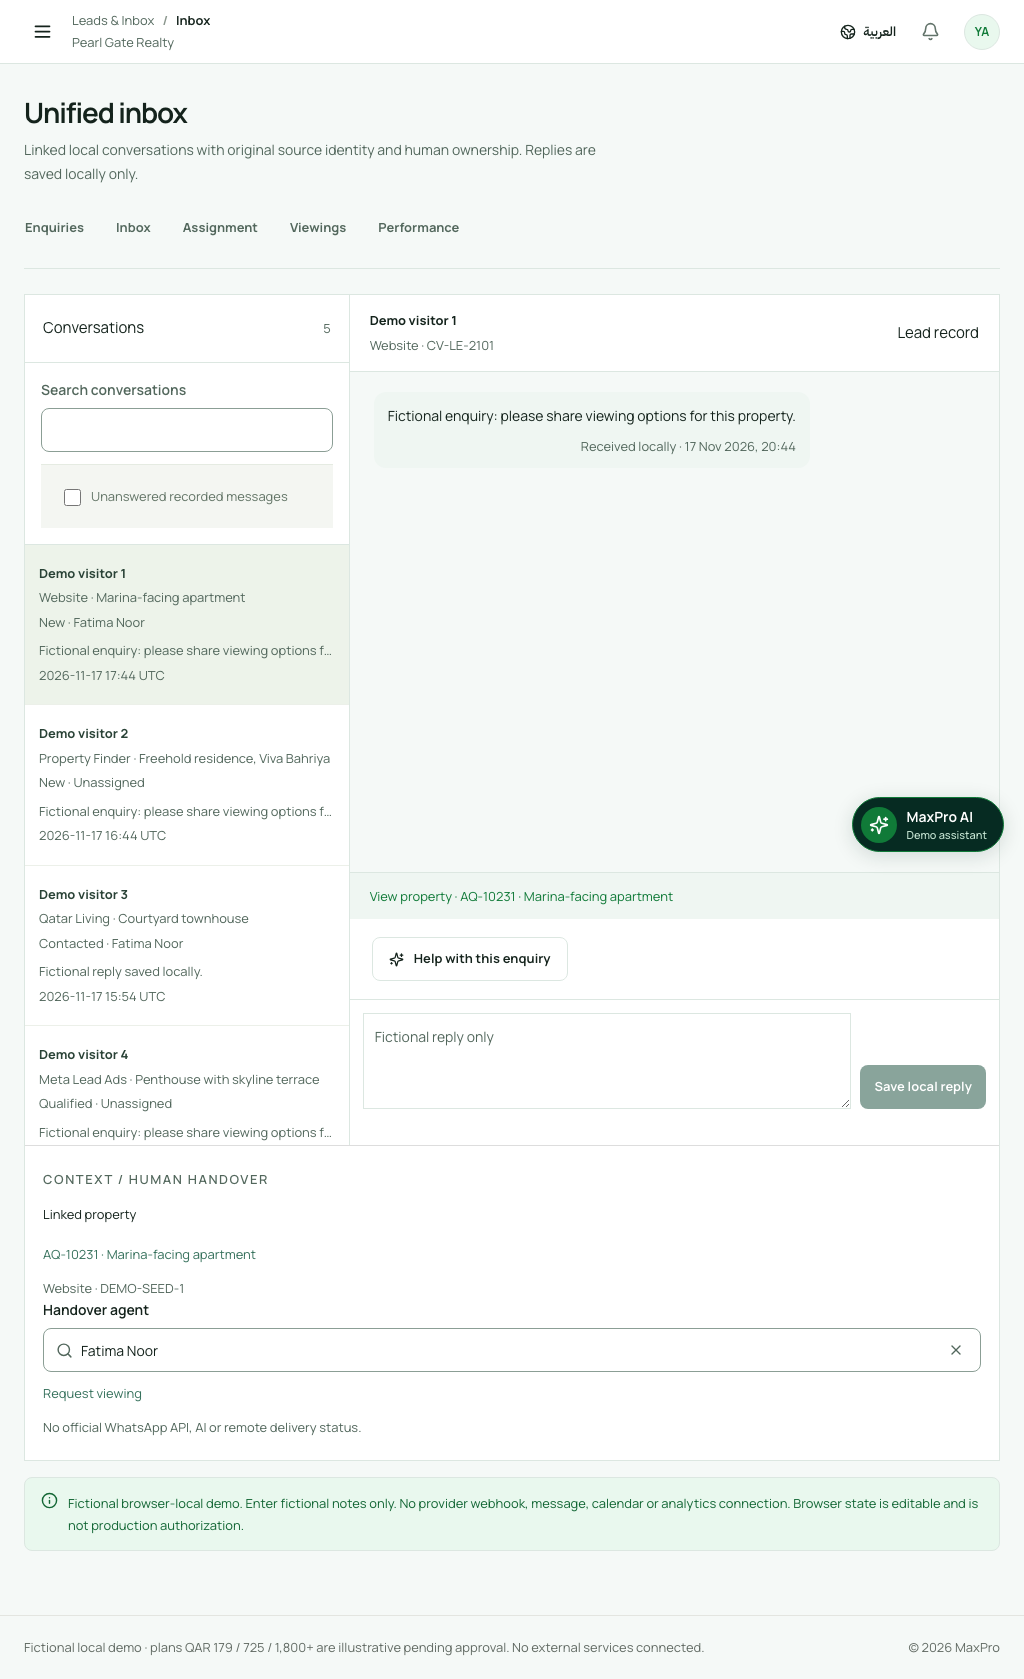 Leads & Inbox / Inbox
Pearl Gate Realty
العربية
YA
Unified inbox
Linked local conversations with original source identity and human ownership. Replies are
saved locally only.
Enquiries Inbox Assignment Viewings Performance
Conversations 5
Search conversations
Unanswered recorded messages
Demo visitor 1
Website · Marina-facing apartment
New · Fatima Noor
Fictional enquiry: please share viewing options f...
2026-11-17 17:44 UTC
Demo visitor 2
Property Finder · Freehold residence, Viva Bahriya
New · Unassigned
Fictional enquiry: please share viewing options f...
2026-11-17 16:44 UTC
Demo visitor 3
Qatar Living · Courtyard townhouse
Contacted · Fatima Noor
Fictional reply saved locally.
2026-11-17 15:54 UTC
Demo visitor 4
Meta Lead Ads · Penthouse with skyline terrace
Qualified · Unassigned
Fictional enquiry: please share viewing options f...
Demo visitor 1
Website · CV-LE-2101
Lead record
Fictional enquiry: please share viewing options for this property.
Received locally · 17 Nov 2026, 20:44
MaxPro AI
Demo assistant
View property · AQ-10231 · Marina-facing apartment
Help with this enquiry
Fictional reply only
Save local reply
CONTEXT / HUMAN HANDOVER
Linked property
AQ-10231 · Marina-facing apartment
Website · DEMO-SEED-1
Handover agent
Fatima Noor
Request viewing
No official WhatsApp API, AI or remote delivery status.
Fictional browser-local demo. Enter fictional notes only. No provider webhook, message, calendar or analytics connection. Browser state is editable and is
not production authorization.
Fictional local demo · plans QAR 179 / 725 / 1,800+ are illustrative pending approval. No external services connected.
© 2026 MaxPro